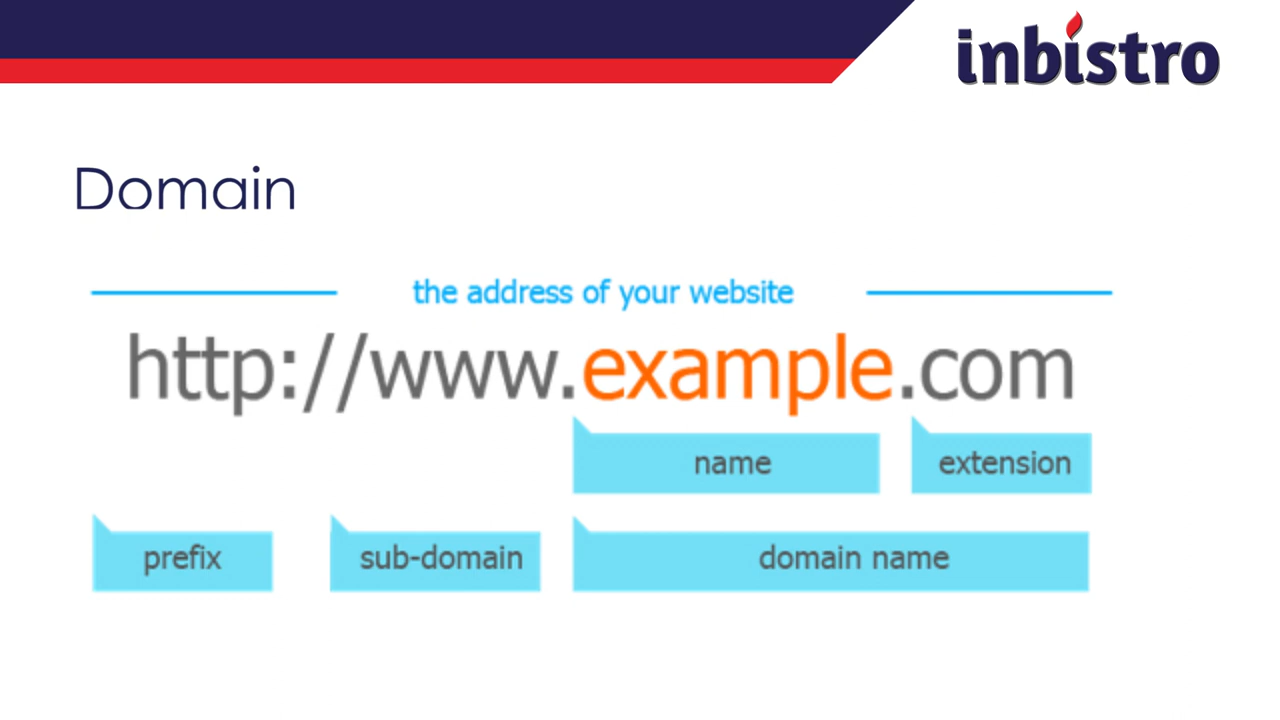 inbistro
Domain
the address of your website
http://www.example.com
name extension
prefix sub-domain domain name